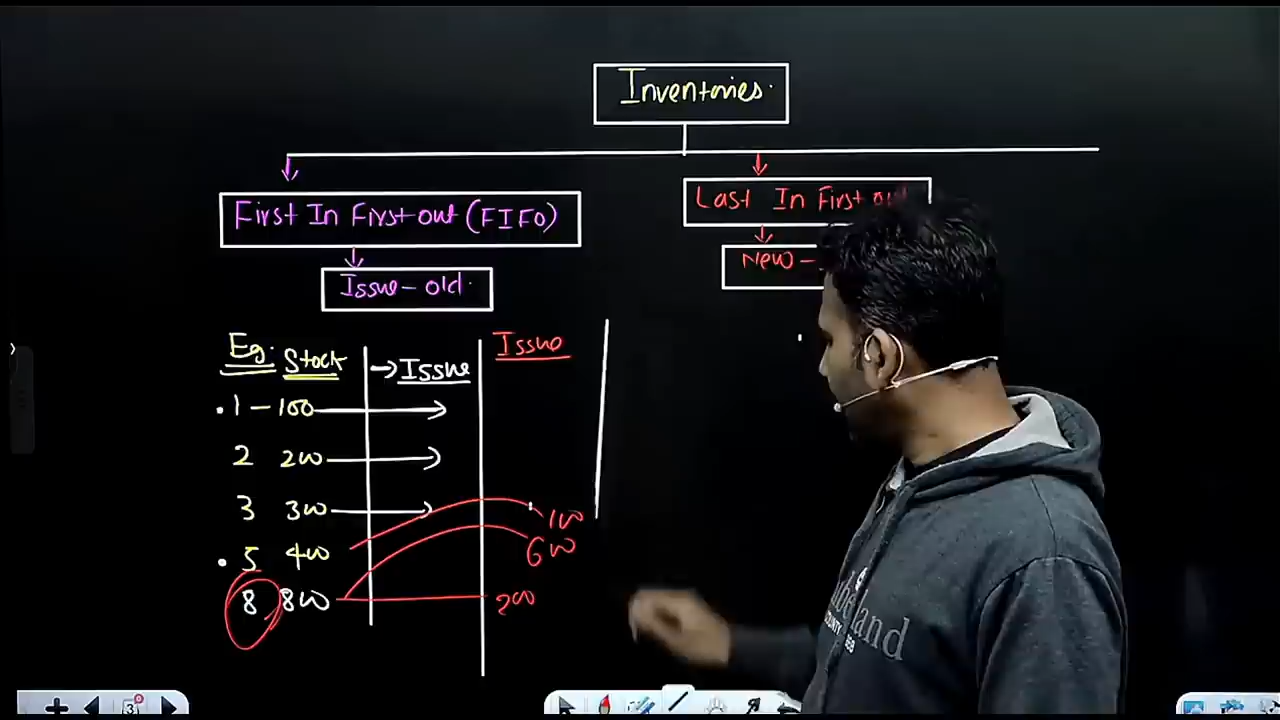 Inventories.
First In First out (FIFO)
Last In First out
Issue - old.
New -
Eg. Stock → Issue Issue
1 - 100
2 200
3 300
100
5 400
600
8 800
200